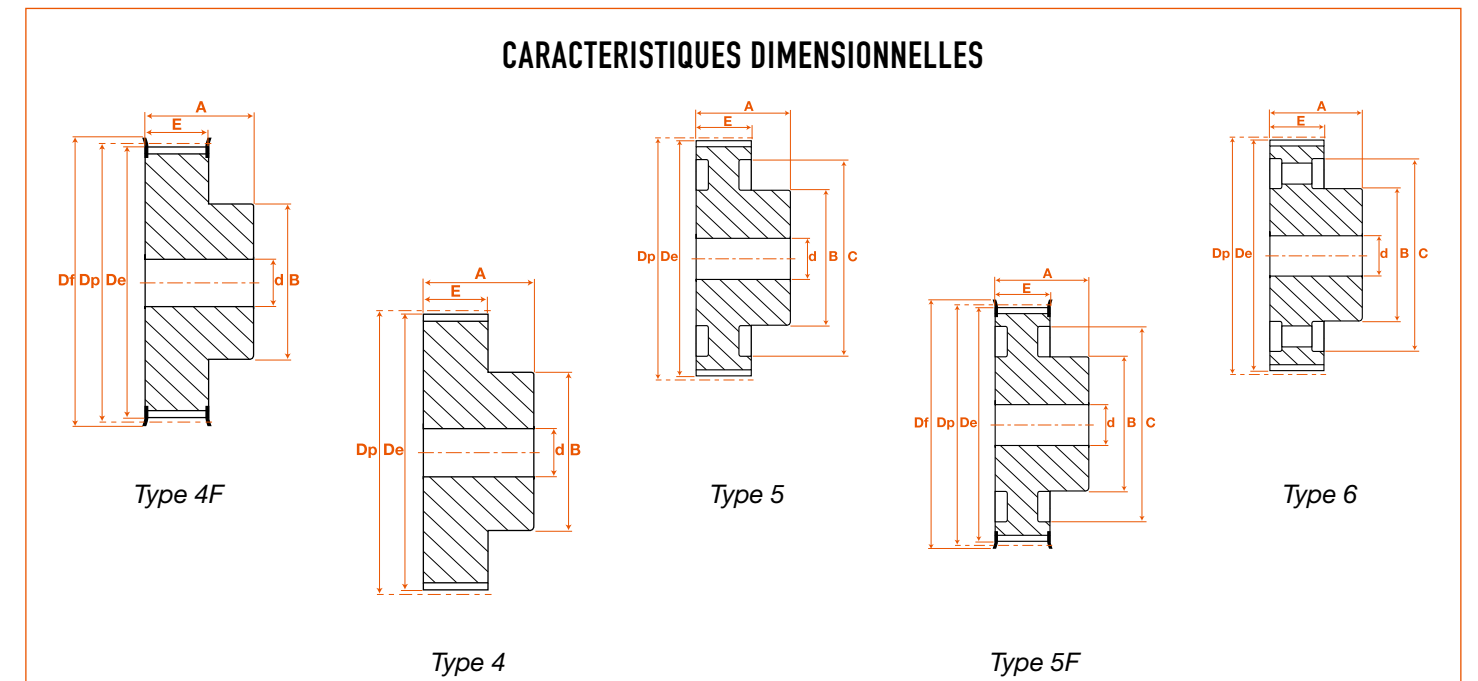 CARACTERISTIQUES DIMENSIONNELLES
A
E
Df Dp De d B
Type 4F
A
E
Dp De d B
Type 4
A
E
Dp De d B C
Type 5
A
E
Df Dp De d B C
Type 5F
A
E
Dp De d B C
Type 6